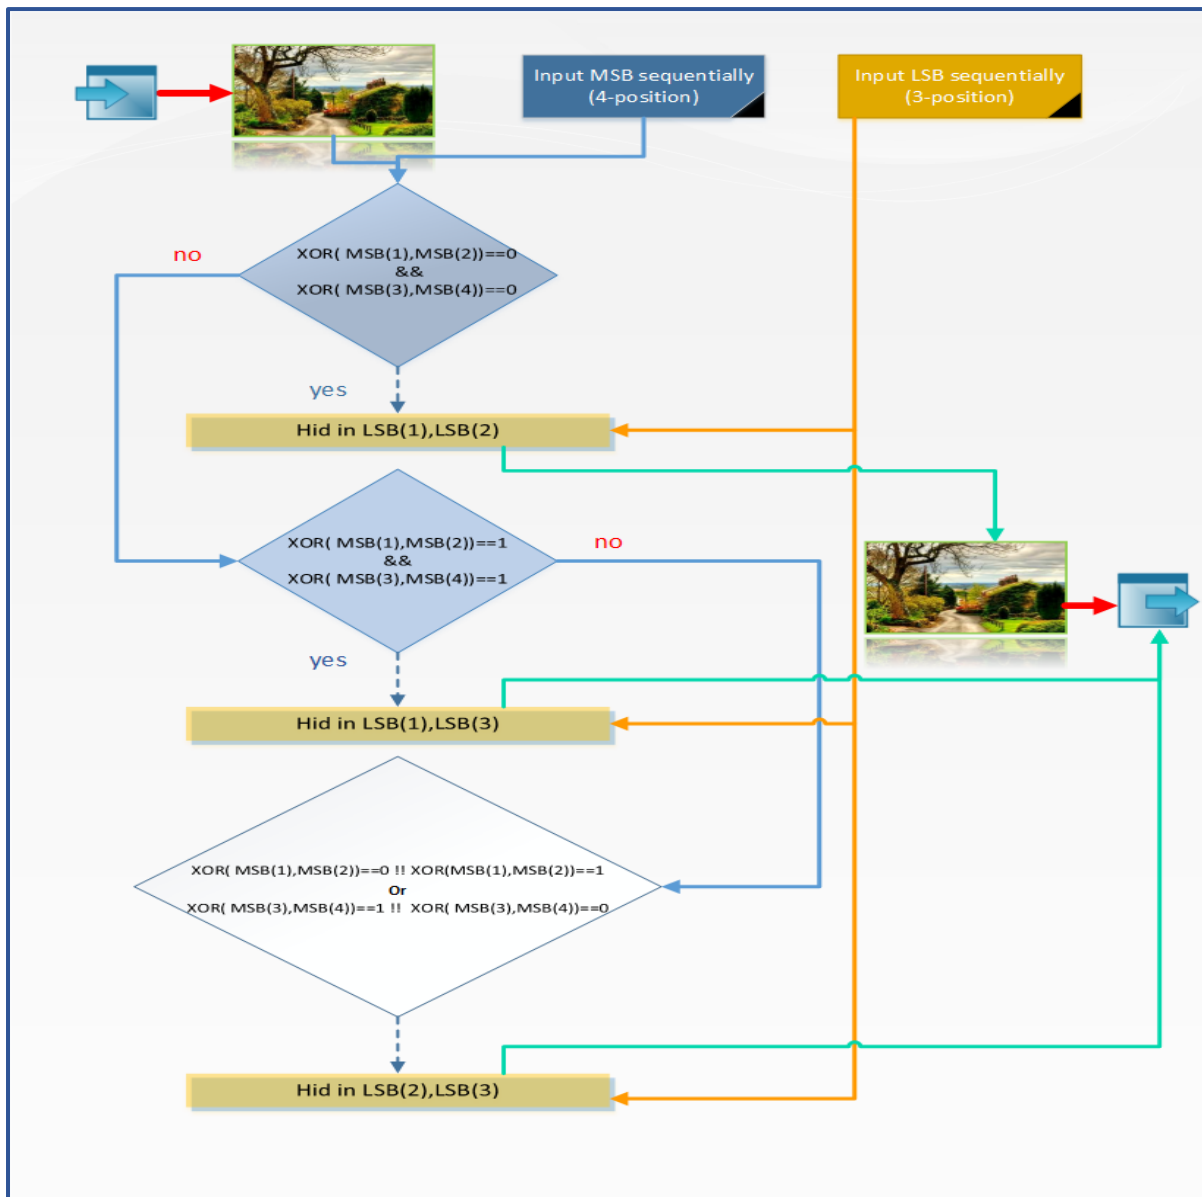 Input MSB sequentially
(4-position)
Input LSB sequentially
(3-position)
no
XOR( MSB(1),MSB(2))==0
&&
XOR( MSB(3),MSB(4))==0
yes
Hid in LSB(1),LSB(2)
XOR( MSB(1),MSB(2))==1
&&
XOR( MSB(3),MSB(4))==1
no
yes
Hid in LSB(1),LSB(3)
XOR( MSB(1),MSB(2))==0 !! XOR(MSB(1),MSB(2))==1
Or
XOR( MSB(3),MSB(4))==1 !! XOR( MSB(3),MSB(4))==0
Hid in LSB(2),LSB(3)